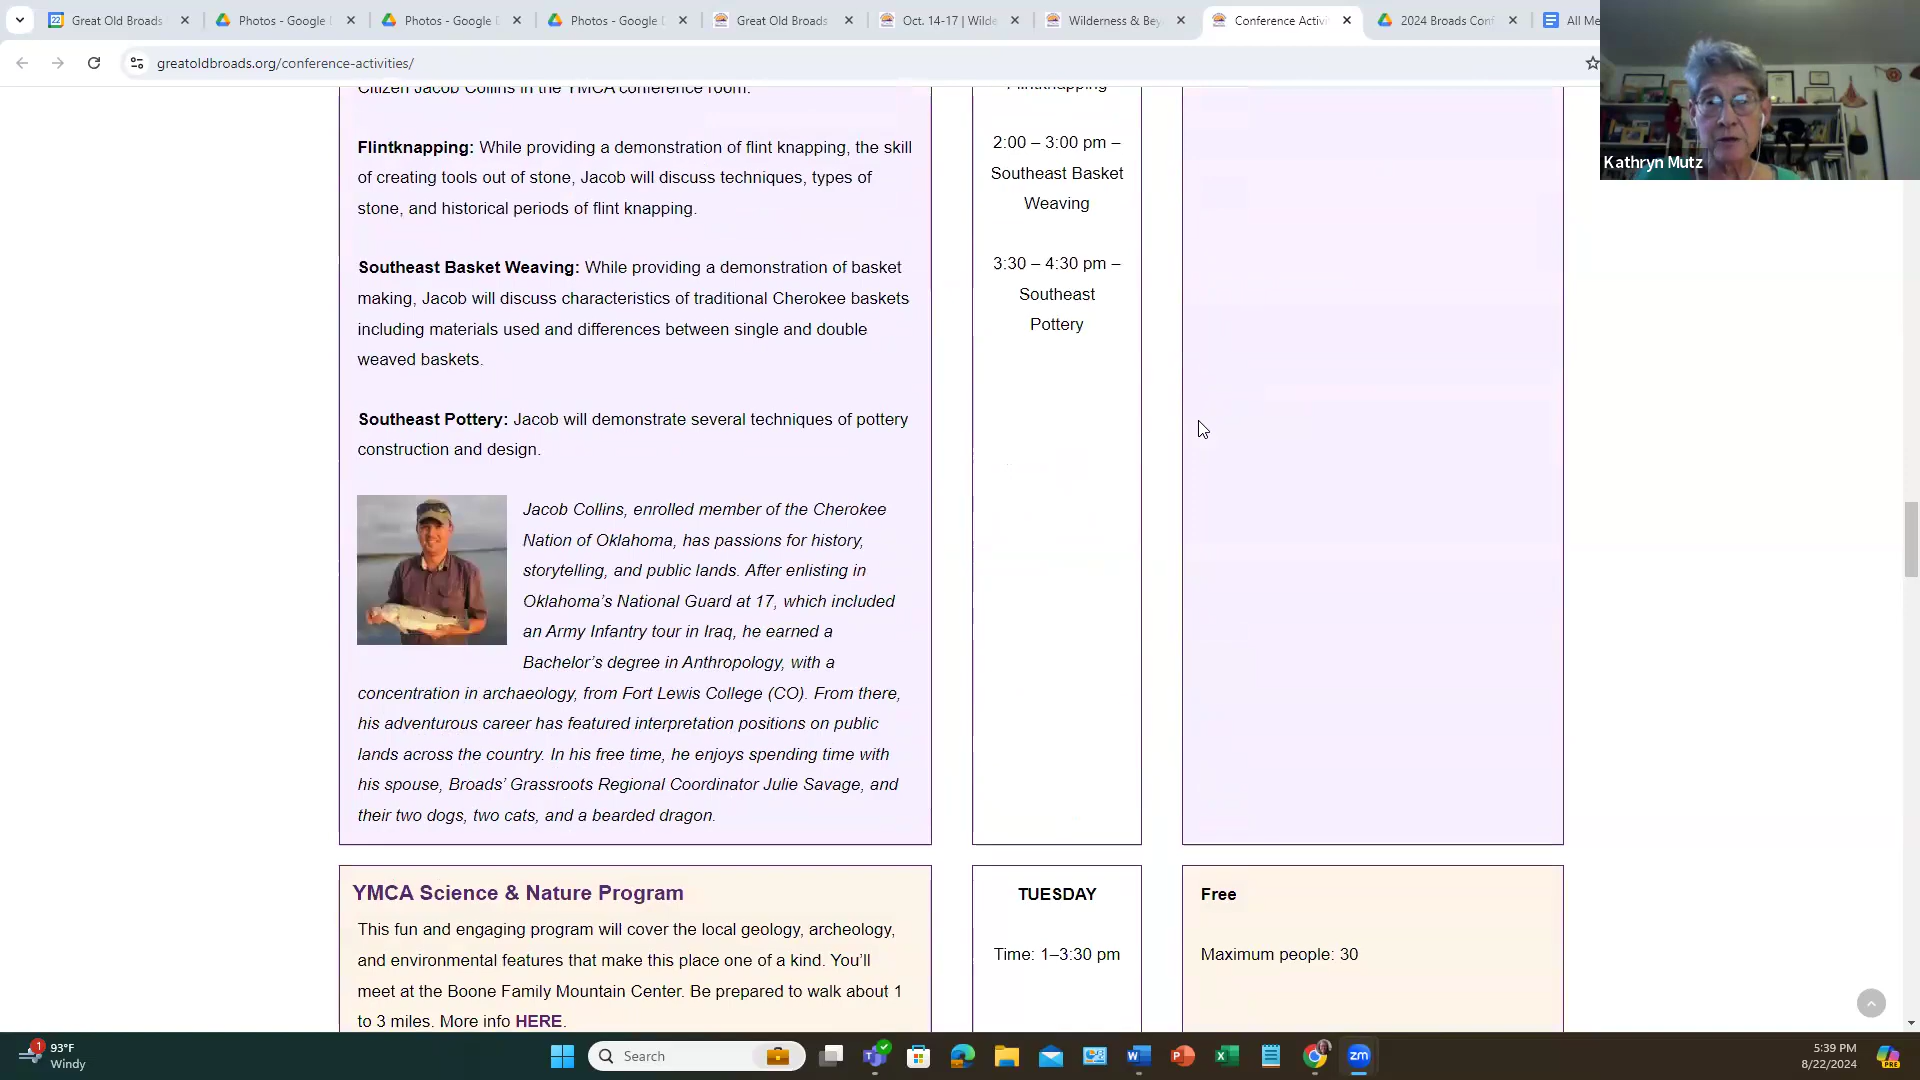 Great Old Broads
Photos - Google
Photos - Google
Photos - Google
Great Old Broads
Oct. 14-17 | Wilde
Wilderness & Bey
Conference Activi
2024 Broads Conf
All Me
greatoldbroads.org/conference-activities/
Kathryn Mutz
Citizen Jacob Collins in the YMCA conference room.
Flintknapping: While providing a demonstration of flint knapping, the skill
of creating tools out of stone, Jacob will discuss techniques, types of
stone, and historical periods of flint knapping.
Southeast Basket Weaving: While providing a demonstration of basket
making, Jacob will discuss characteristics of traditional Cherokee baskets
including materials used and differences between single and double
weaved baskets.
Southeast Pottery: Jacob will demonstrate several techniques of pottery
construction and design.
Jacob Collins, enrolled member of the Cherokee
Nation of Oklahoma, has passions for history,
storytelling, and public lands. After enlisting in
Oklahoma's National Guard at 17, which included
an Army Infantry tour in Iraq, he earned a
Bachelor's degree in Anthropology, with a
concentration in archaeology, from Fort Lewis College (CO). From there,
his adventurous career has featured interpretation positions on public
lands across the country. In his free time, he enjoys spending time with
his spouse, Broads' Grassroots Regional Coordinator Julie Savage, and
their two dogs, two cats, and a bearded dragon.
Flintknapping
2:00 – 3:00 pm –
Southeast Basket
Weaving
3:30 – 4:30 pm –
Southeast
Pottery
YMCA Science & Nature Program
This fun and engaging program will cover the local geology, archeology,
and environmental features that make this place one of a kind. You'll
meet at the Boone Family Mountain Center. Be prepared to walk about 1
to 3 miles. More info HERE.
TUESDAY
Time: 1–3:30 pm
Free
Maximum people: 30
1
93°F
Windy
Search
zm
5:39 PM
8/22/2024